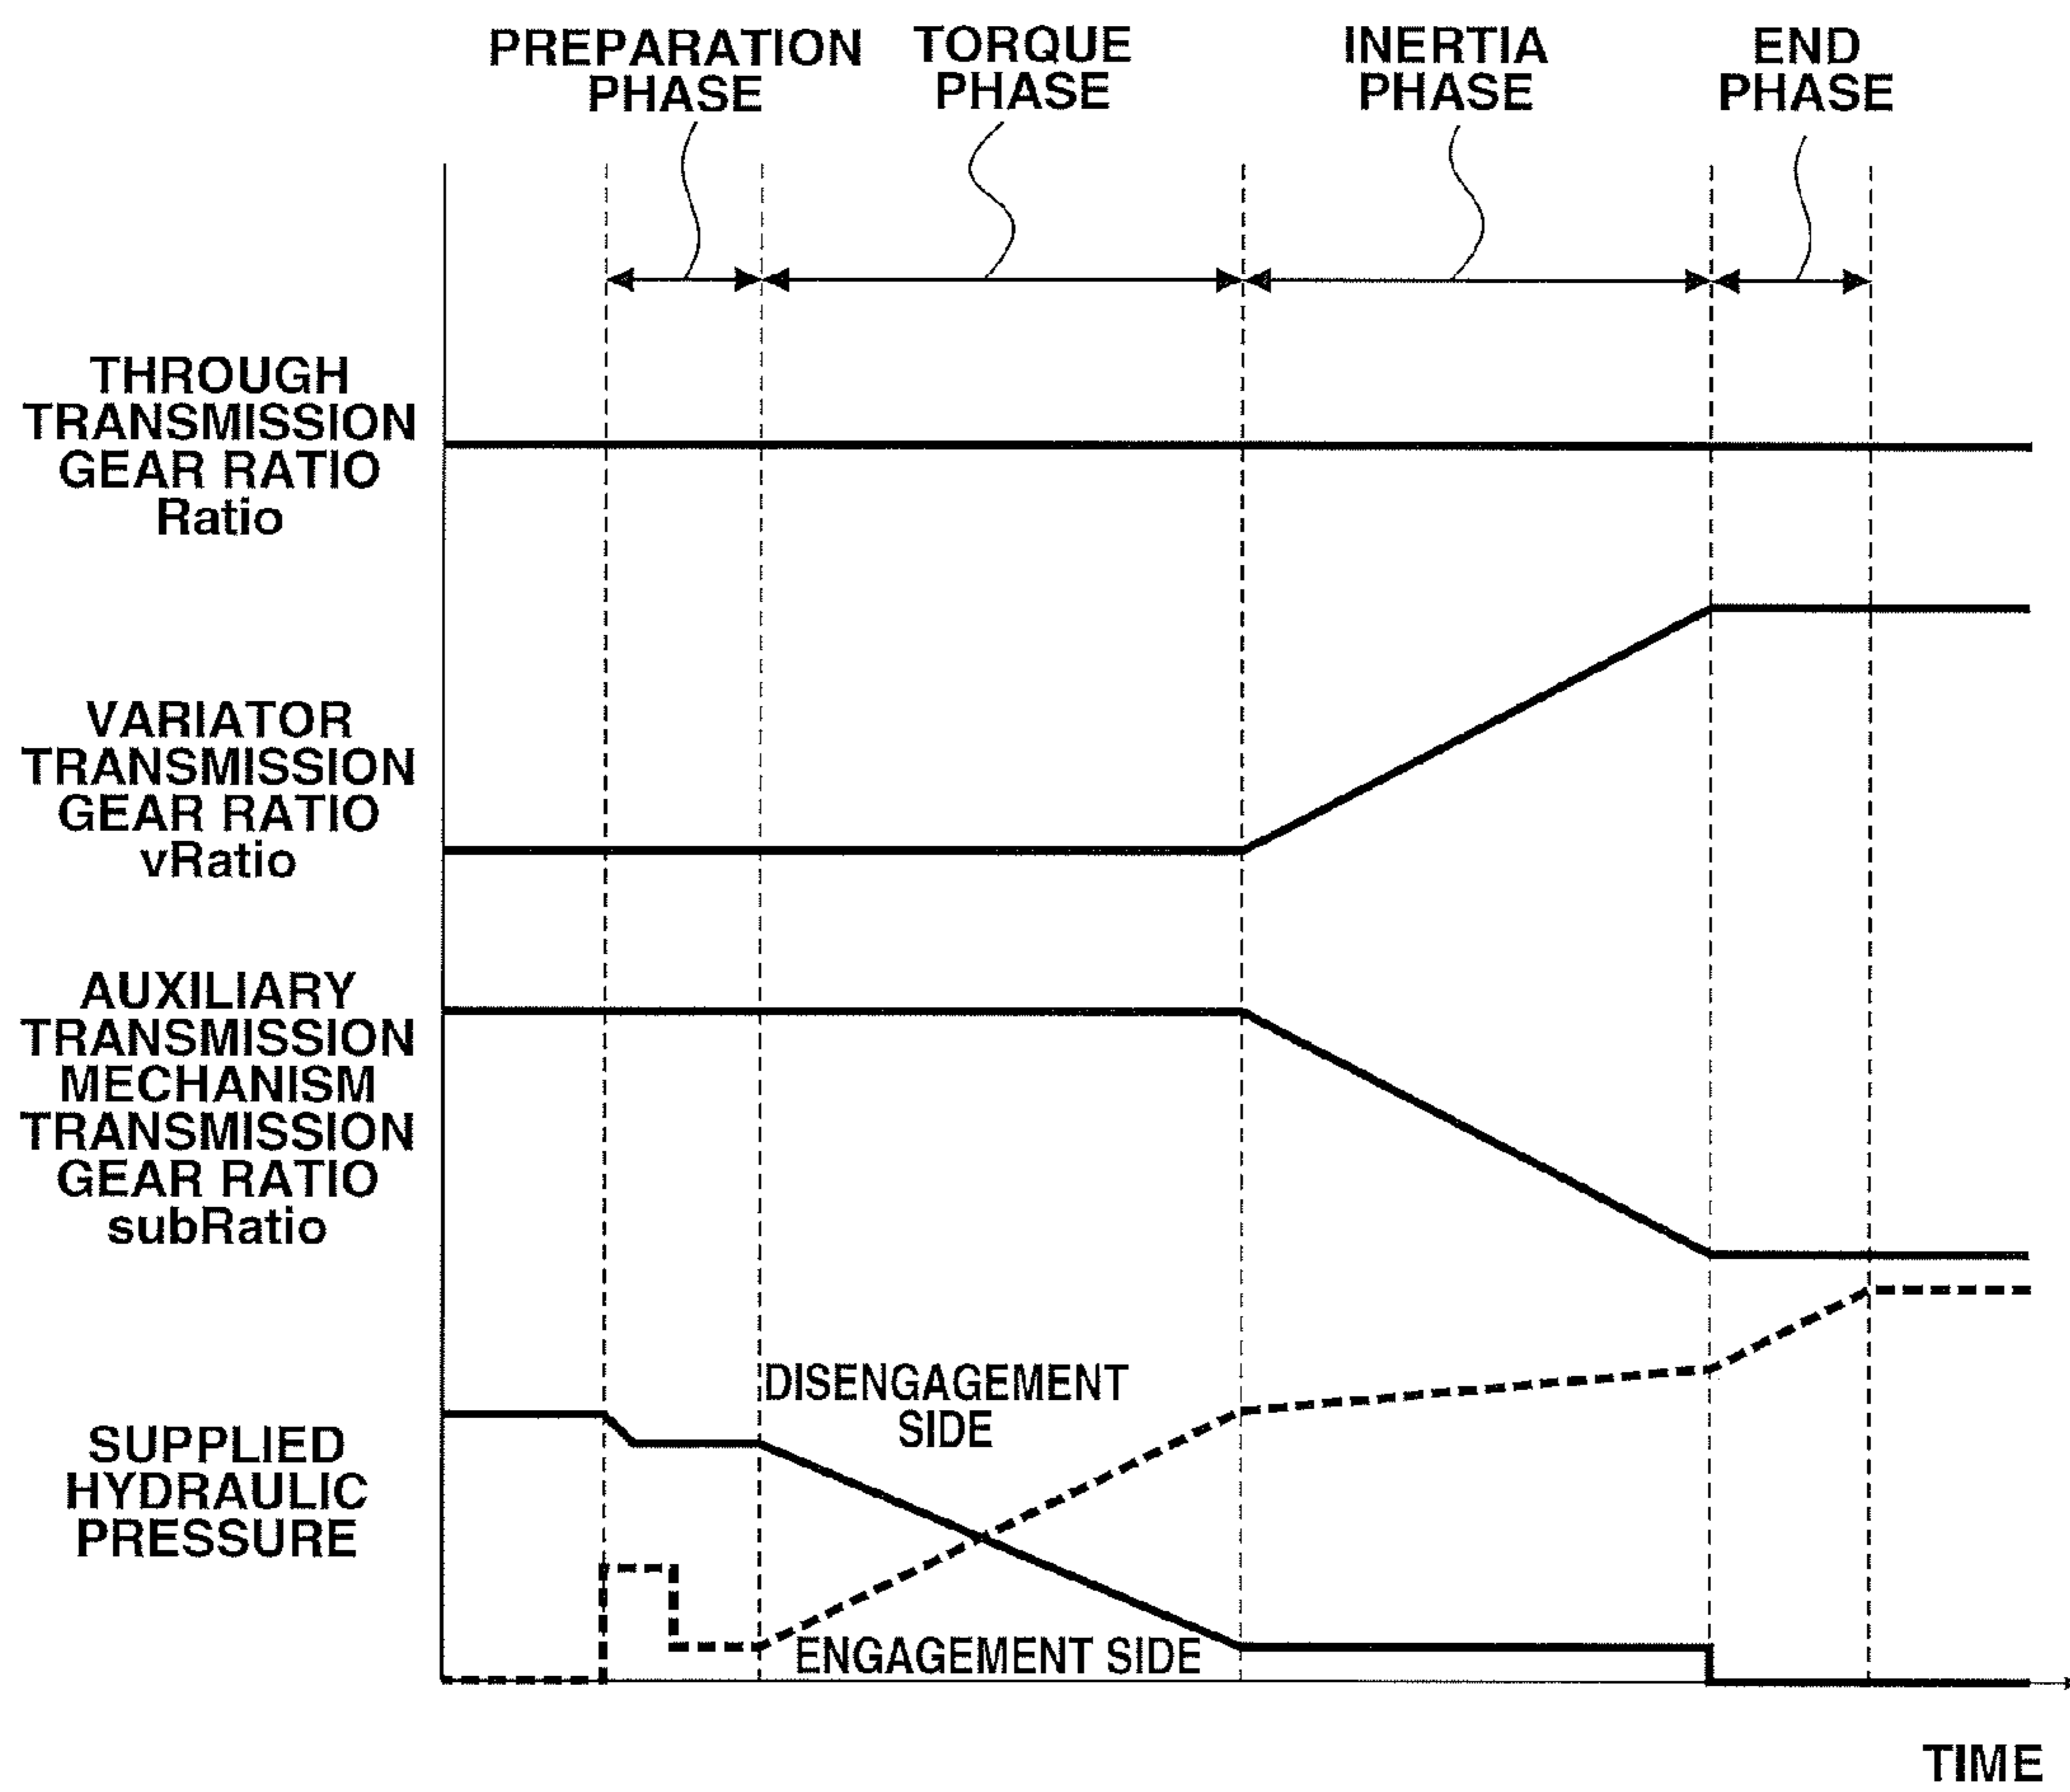 PREPARATION
PHASE
TORQUE
PHASE
INERTIA
PHASE
END
PHASE
THROUGH
TRANSMISSION
GEAR RATIO
Ratio
VARIATOR
TRANSMISSION
GEAR RATIO
vRatio
AUXILIARY
TRANSMISSION
MECHANISM
TRANSMISSION
GEAR RATIO
subRatio
SUPPLIED
HYDRAULIC
PRESSURE
DISENGAGEMENT
SIDE
ENGAGEMENT SIDE
TIME